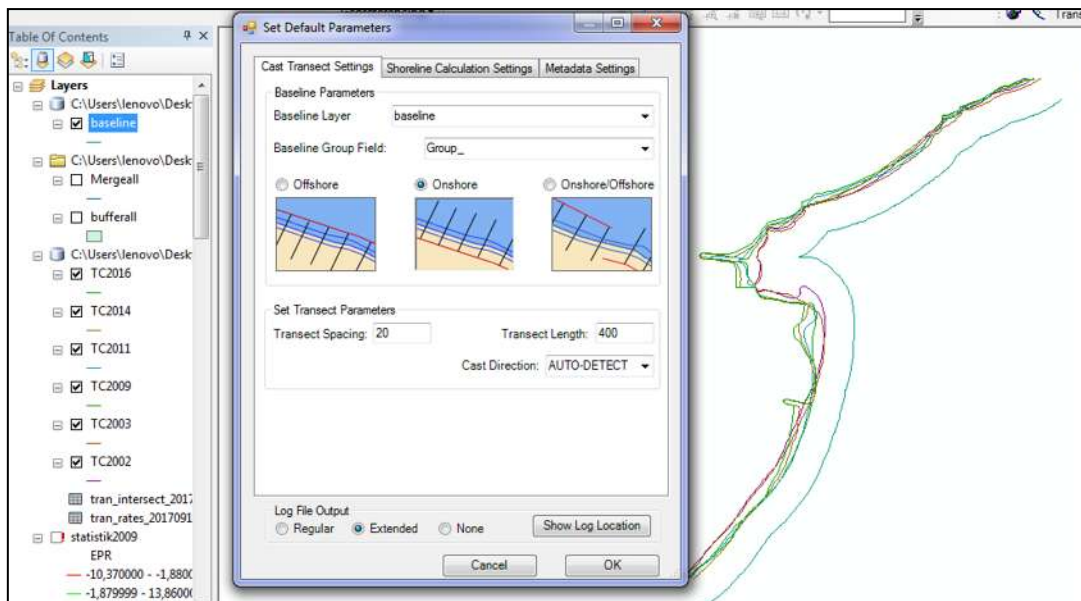 Table Of Contents
Layers
C:\Users\lenovo\Desk
baseline
C:\Users\lenovo\Desk
Mergeall
bufferall
C:\Users\lenovo\Desk
TC2016
TC2014
TC2011
TC2009
TC2003
TC2002
tran_intersect_2017
tran_rates_2017091
statistik2009
EPR
-10,370000 - -1,8800
-1,879999 - 13,8600
Set Default Parameters
Cast Transect Settings
Shoreline Calculation Settings
Metadata Settings
Baseline Parameters
Baseline Layer
baseline
Baseline Group Field:
Group_
Offshore
Onshore
Onshore/Offshore
Set Transect Parameters
Transect Spacing: 20
Transect Length: 400
Cast Direction: AUTO-DETECT
Log File Output
Regular
Extended
None
Show Log Location
Cancel
OK